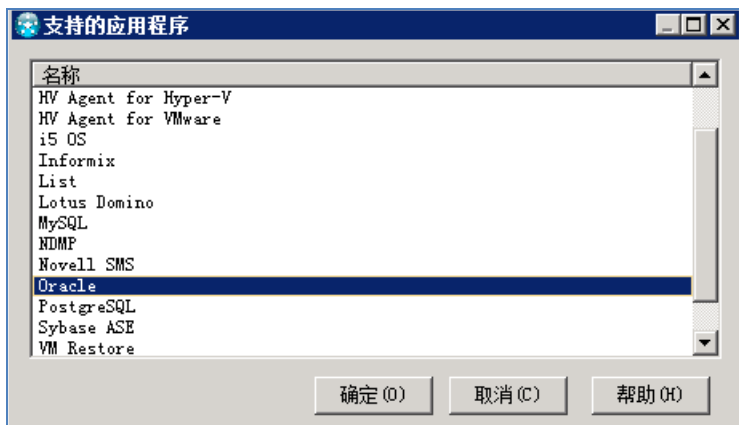 支持的应用程序
名称
HV Agent for Hyper-V
HV Agent for VMware
i5 OS
Informix
List
Lotus Domino
MySQL
NDMP
Novell SMS
Oracle
PostgreSQL
Sybase ASE
VM Restore
确定(O) 取消(C) 帮助(H)